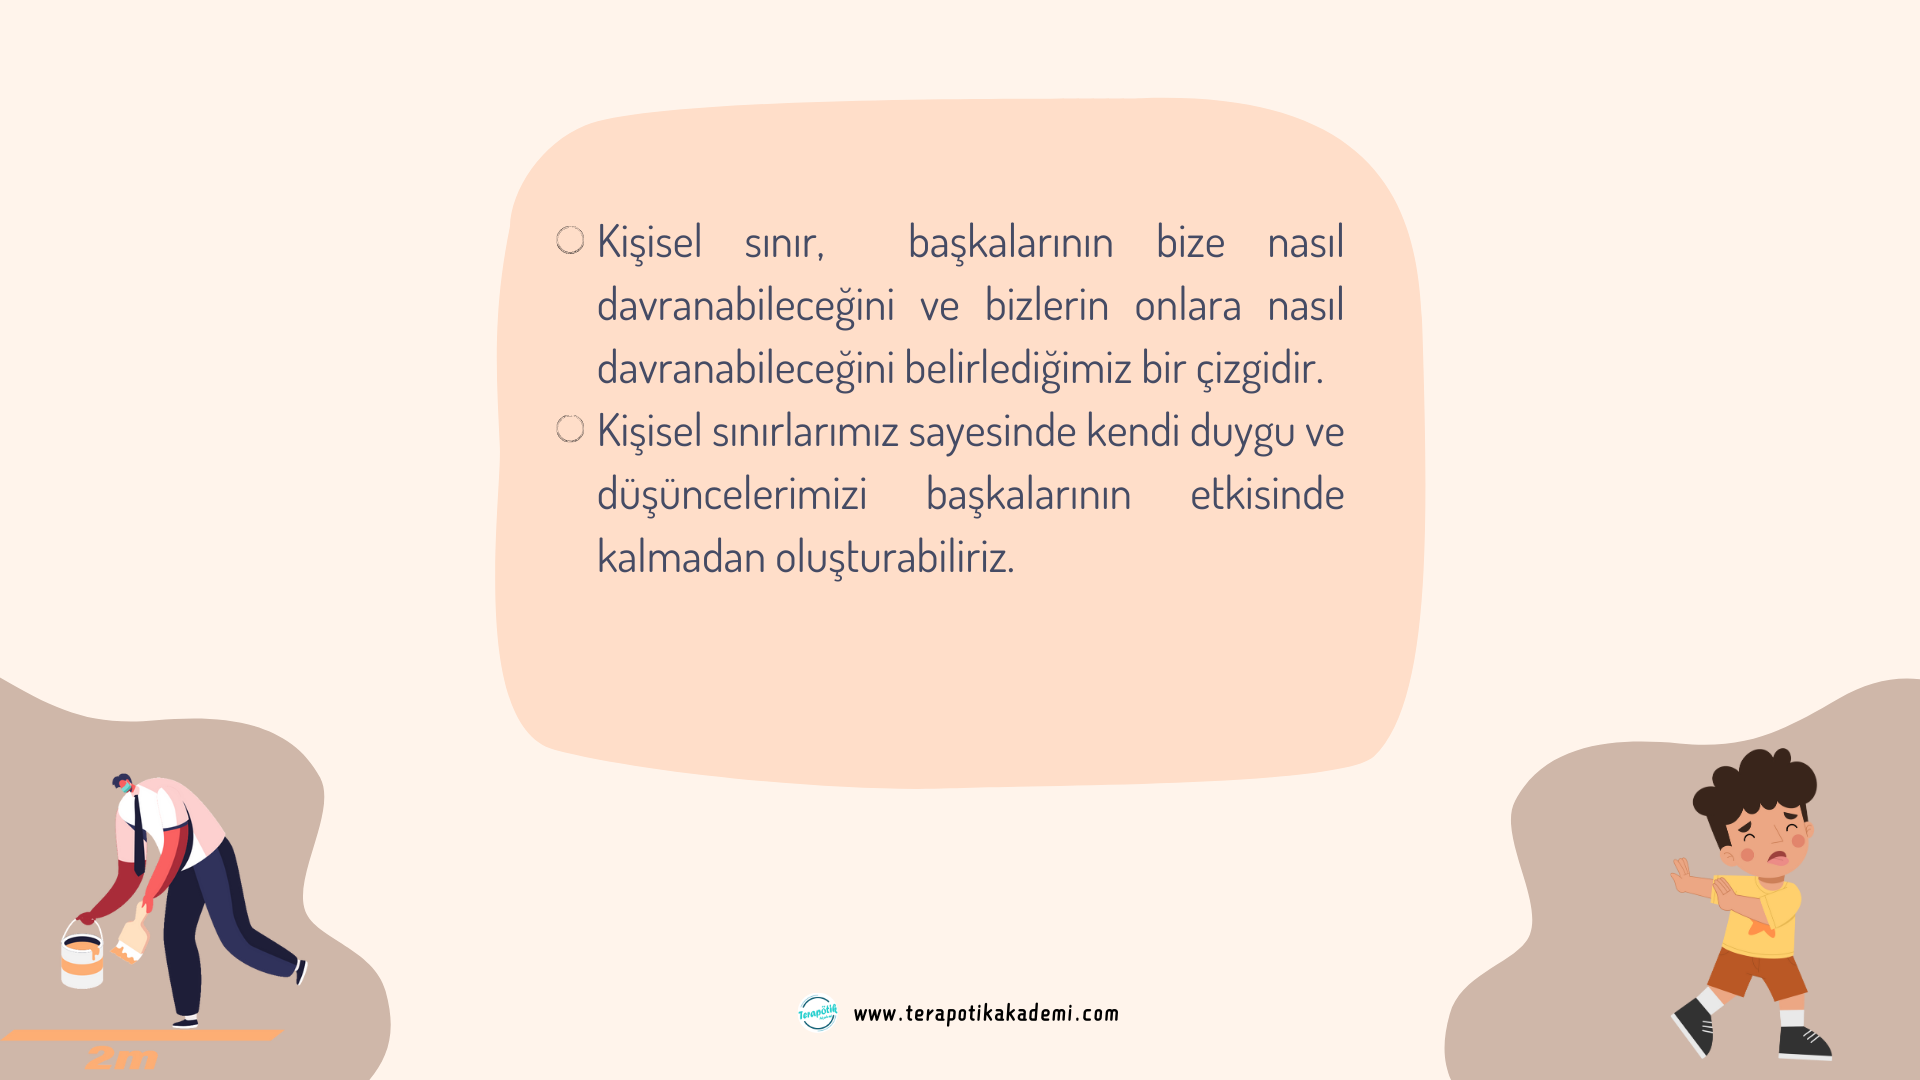 Kişisel sınır, başkalarının bize nasıl
davranabileceğini ve bizlerin onlara nasıl
davranabileceğini belirlediğimiz bir çizgidir.
Kişisel sınırlarımız sayesinde kendi duygu ve
düşüncelerimizi başkalarının etkisinde
kalmadan oluşturabiliriz.
2m
Terapötik
www.terapotikakademi.com